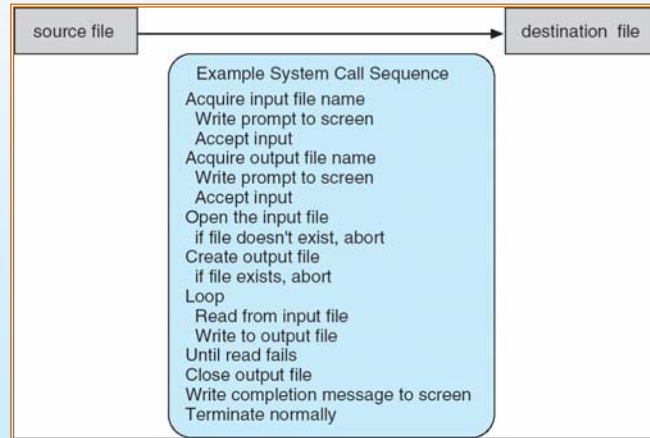 source file
destination file
Example System Call Sequence
Acquire input file name
Write prompt to screen
Accept input
Acquire output file name
Write prompt to screen
Accept input
Open the input file
if file doesn't exist, abort
Create output file
if file exists, abort
Loop
Read from input file
Write to output file
Until read fails
Close output file
Write completion message to screen
Terminate normally